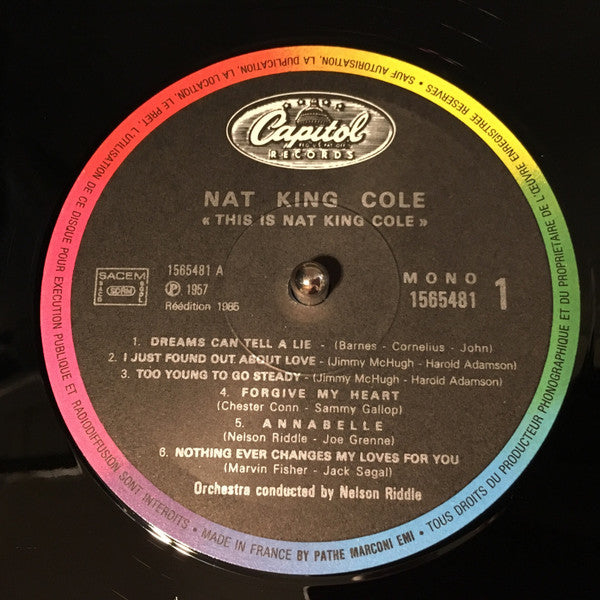 TOUS DROITS DU PRODUCTEUR PHONOGRAPHIQUE ET DU PROPRIETAIRE DE L'ŒUVRE ENREGISTREE RESERVES • SAUF AUTORISATION, LA DUPLICATION, LA LOCATION, LE PRET, L'UTILISATION DE CE DISQUE POUR EXECUTION PUBLIQUE ET RADIODIFFUSION SONT INTERDITS • MADE IN FRANCE BY PATHE MARCONI EMI •
Capitol
RECORDS
NAT KING COLE
« THIS IS NAT KING COLE »
SACEM
1565481 A
℗ 1957
Réédition 1985
MONO
1565481 1
1. DREAMS CAN TELL A LIE - (Barnes - Cornelius - John)
2. I JUST FOUND OUT ABOUT LOVE - (Jimmy McHugh - Harold Adamson)
3. TOO YOUNG TO GO STEADY - (Jimmy McHugh - Harold Adamson)
4. FORGIVE MY HEART
(Chester Conn - Sammy Gallop)
5. ANNABELLE
(Nelson Riddle - Joe Grenne)
6. NOTHING EVER CHANGES MY LOVES FOR YOU
(Marvin Fisher - Jack Segal)
Orchestra conducted by Nelson Riddle